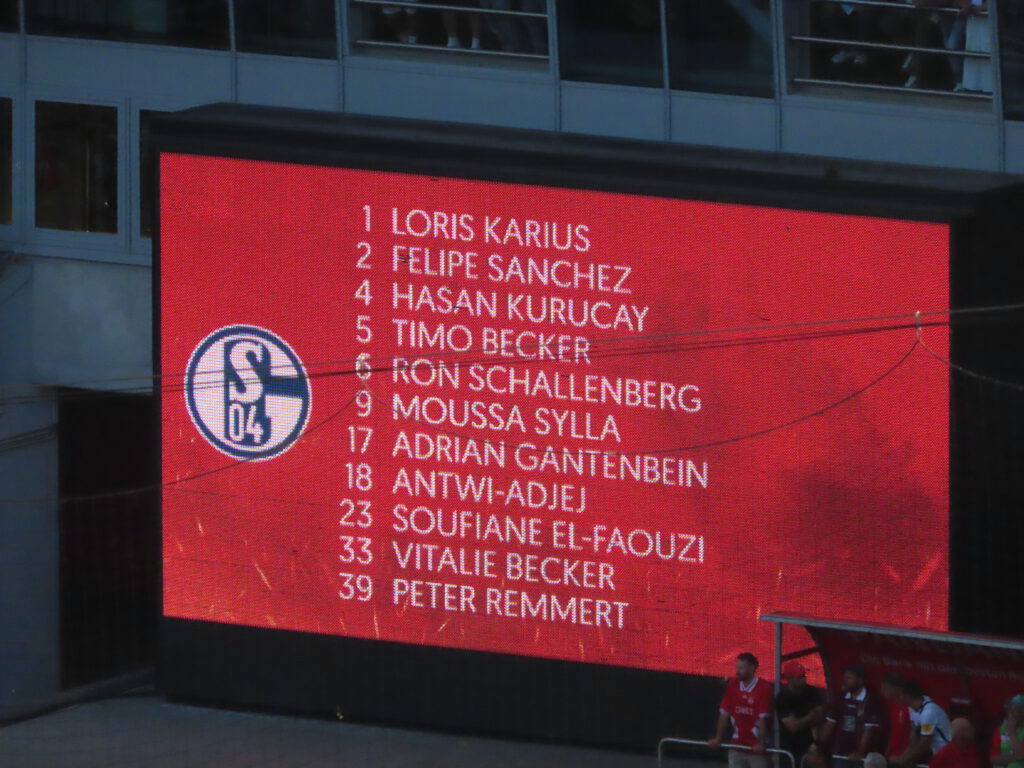 1 LORIS KARIUS
2 FELIPE SANCHEZ
4 HASAN KURUCAY
5 TIMO BECKER
6 RON SCHALLENBERG
9 MOUSSA SYLLA
17 ADRIAN GANTENBEIN
18 ANTWI-ADJEJ
23 SOUFIANE EL-FAOUZI
33 VITALIE BECKER
39 PETER REMMERT
S
04